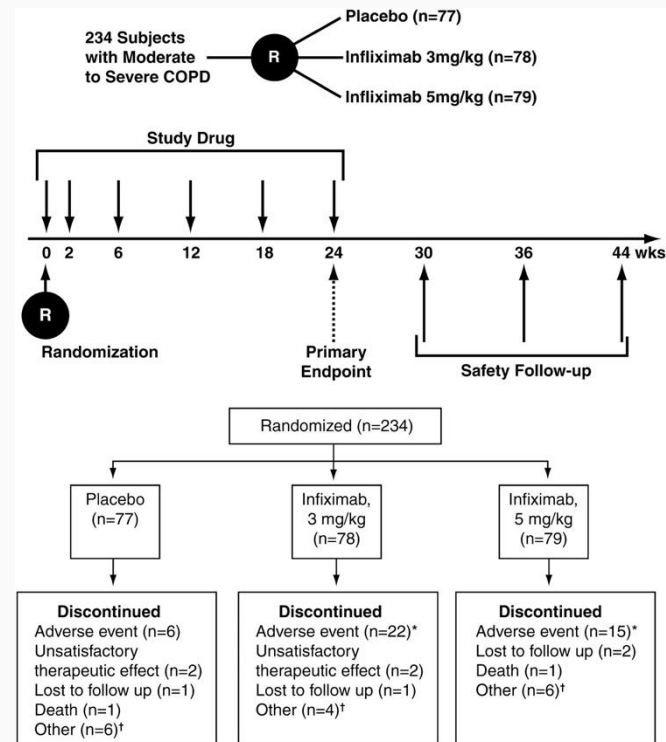 234 Subjects
with Moderate
to Severe COPD
R
Placebo (n=77)
Infliximab 3mg/kg (n=78)
Infliximab 5mg/kg (n=79)
Study Drug
0 2 6 12 18 24 30 36 44 wks
R
Randomization
Primary
Endpoint
Safety Follow-up
Randomized (n=234)
Placebo
(n=77)
Infiximab,
3 mg/kg
(n=78)
Infiximab,
5 mg/kg
(n=79)
Discontinued
Adverse event (n=6)
Unsatisfactory
therapeutic effect (n=2)
Lost to follow up (n=1)
Death (n=1)
Other (n=6)†
Discontinued
Adverse event (n=22)*
Unsatisfactory
therapeutic effect (n=2)
Lost to follow up (n=1)
Other (n=4)†
Discontinued
Adverse event (n=15)*
Lost to follow up (n=2)
Death (n=1)
Other (n=6)†